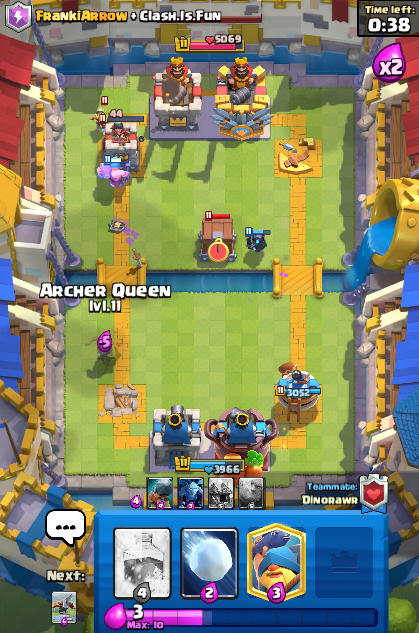 FrankiArrow + Clash.Is.Fun
Time left:
0:38
5069
x2
44
Archer Queen
lvl.11
-5
3052
3966
Teammate:
Dinorawr
4
...
4
2
3
Next:
3
Max: 10